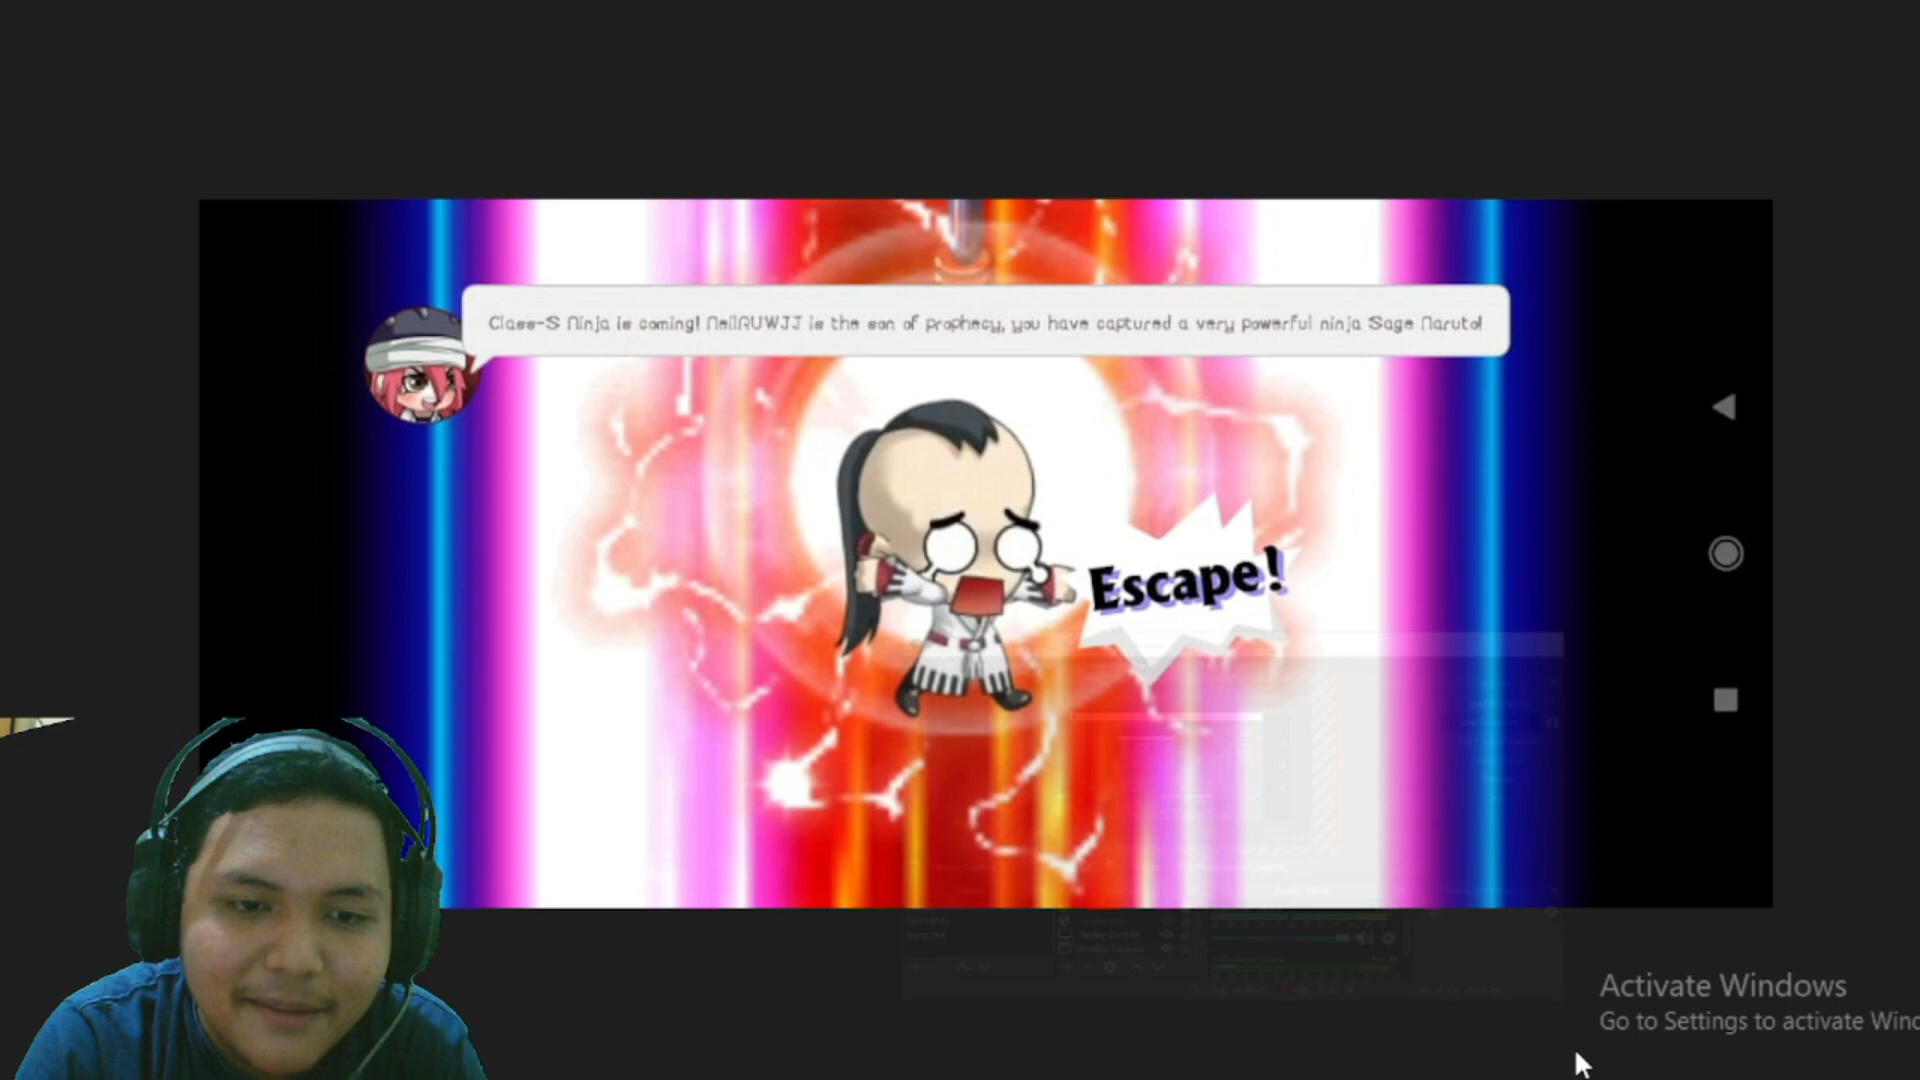 Class-S Ninja is coming! NeilRUWJJ is the son of prophecy, you have captured a very powerful ninja Sage Naruto!
Escape!
Activate Windows
Go to Settings to activate Wind